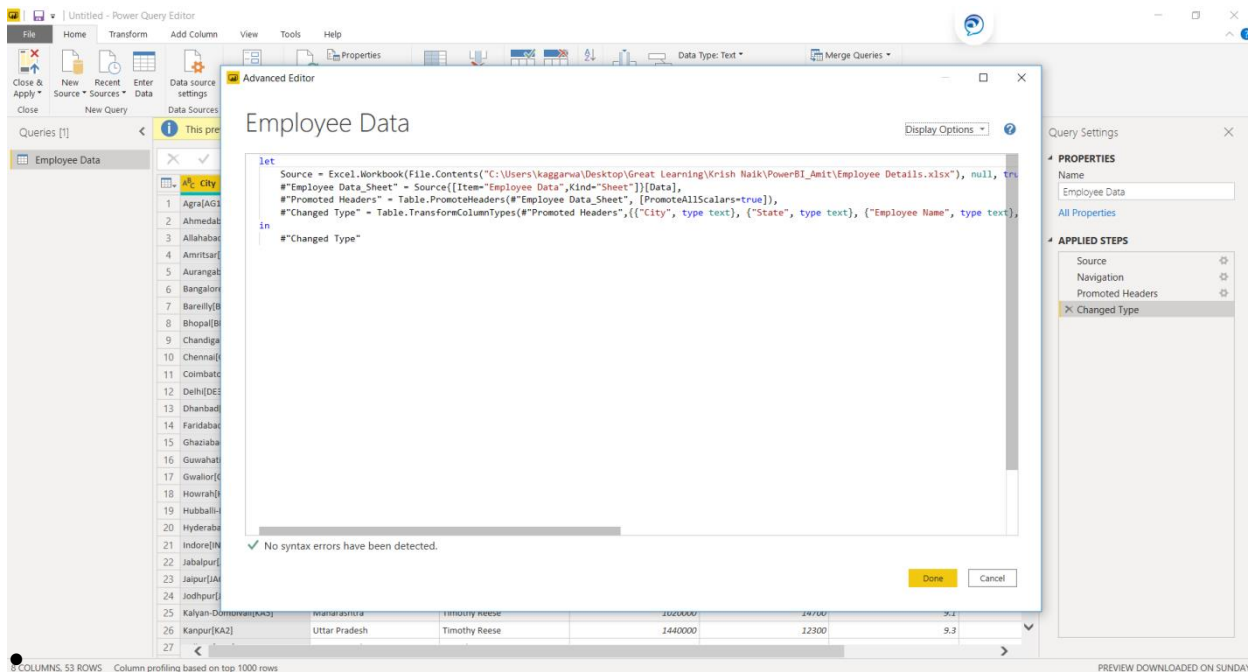 Untitled - Power Query Editor
File Home Transform Add Column View Tools Help
Close & Apply
New Source
Recent Sources
Enter Data
Data source settings
Properties
Data Type: Text
Merge Queries
Close
New Query
Data Sources
Queries [1]
Employee Data
This pre
City
1 Agra[AG1
2 Ahmedab
3 Allahabad
4 Amritsar[
5 Aurangab
6 Bangalor
7 Bareilly[B
8 Bhopal[B
9 Chandiga
10 Chennai[
11 Coimbato
12 Delhi[DE3
13 Dhanbad[
14 Faridabad
15 Ghaziaba
16 Guwahati
17 Gwalior[
18 Howrah[
19 Hubballi-
20 Hyderaba
21 Indore[IN
22 Jabalpur[
23 Jaipur[JA
24 Jodhpur[
25 Kalyan-Dombivali[KA3] Maharashtra Timothy Reese 1020000 14700 9.1
26 Kanpur[KA2] Uttar Pradesh Timothy Reese 1440000 12300 9.3
27
Advanced Editor
Employee Data
Display Options
let
Source = Excel.Workbook(File.Contents("C:\Users\kaggarwa\Desktop\Great Learning\Krish Naik\PowerBI_Amit\Employee Details.xlsx"), null, tru
#"Employee Data_Sheet" = Source{[Item="Employee Data",Kind="Sheet"]}[Data],
#"Promoted Headers" = Table.PromoteHeaders(#"Employee Data_Sheet", [PromoteAllScalars=true]),
#"Changed Type" = Table.TransformColumnTypes(#"Promoted Headers",{{"City", type text}, {"State", type text}, {"Employee Name", type text},
in
#"Changed Type"
No syntax errors have been detected.
Done Cancel
Query Settings
PROPERTIES
Name
Employee Data
All Properties
APPLIED STEPS
Source
Navigation
Promoted Headers
Changed Type
COLUMNS, 53 ROWS Column profiling based on top 1000 rows
PREVIEW DOWNLOADED ON SUNDAY